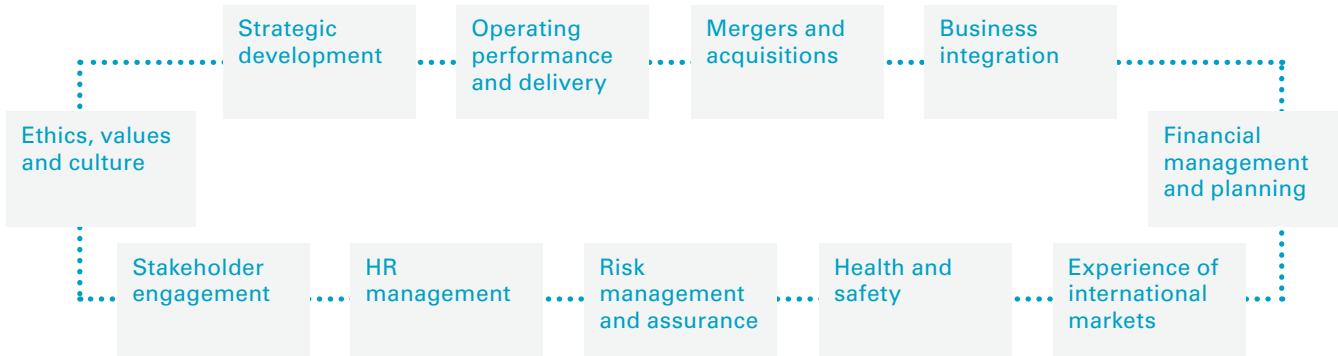 Strategic
development
Operating
performance
and delivery
Mergers and
acquisitions
Business
integration
Ethics, values
and culture
Financial
management
and planning
Stakeholder
engagement
HR
management
Risk
management
and assurance
Health and
safety
Experience of
international
markets